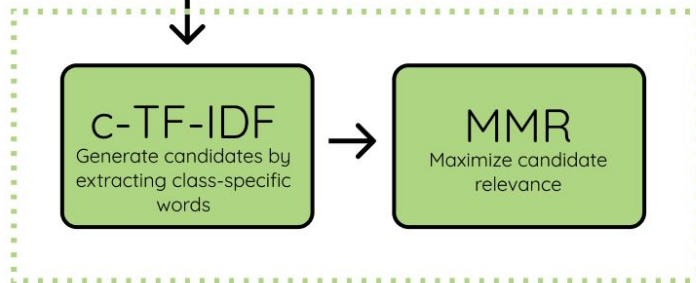 c-TF-IDF
Generate candidates by
extracting class-specific
words
MMR
Maximize candidate
relevance